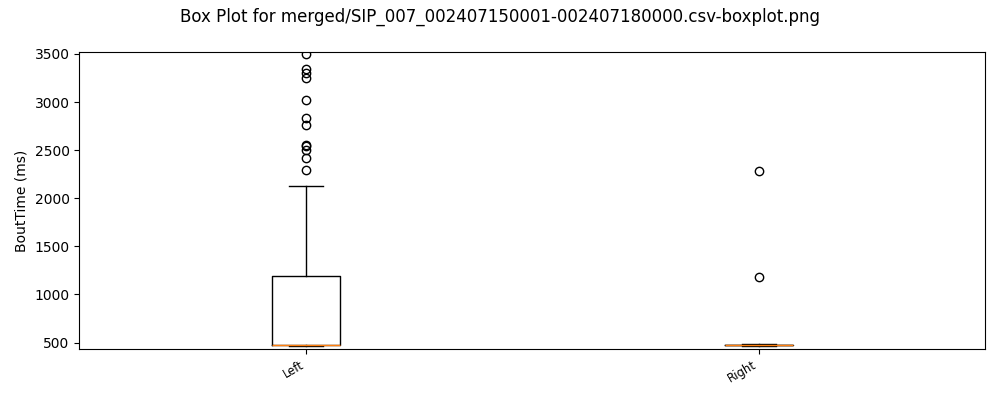 Box Plot for merged/SIP_007_002407150001-002407180000.csv-boxplot.png
3500
3000
2500
2000
1500
1000
500
BoutTime (ms)
Left
Right